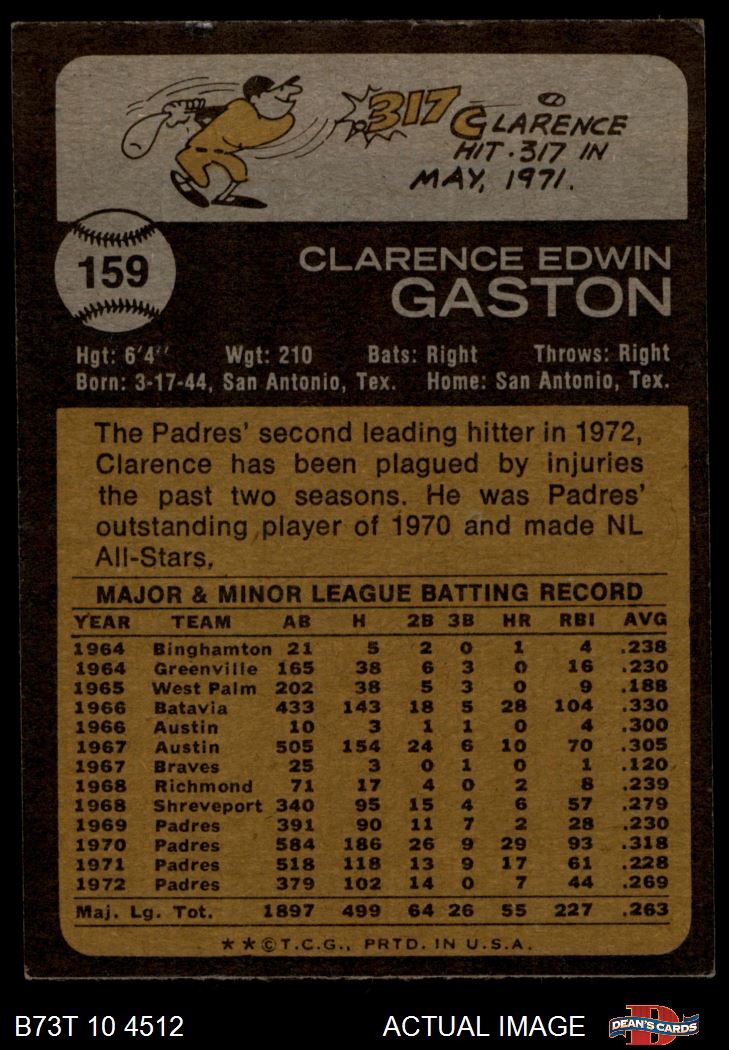 .317 CLARENCE
HIT .317 IN
MAY, 1971.
159
CLARENCE EDWIN
GASTON
Hgt: 6'4" Wgt: 210 Bats: Right Throws: Right
Born: 3-17-44, San Antonio, Tex. Home: San Antonio, Tex.
The Padres' second leading hitter in 1972,
Clarence has been plagued by injuries
the past two seasons. He was Padres'
outstanding player of 1970 and made NL
All-Stars.
MAJOR & MINOR LEAGUE BATTING RECORD
YEAR TEAM AB H 2B 3B HR RBI AVG
1964 Binghamton 21 5 2 0 1 4 .238
1964 Greenville 165 38 6 3 0 16 .230
1965 West Palm 202 38 5 3 0 9 .188
1966 Batavia 433 143 18 5 28 104 .330
1966 Austin 10 3 1 1 0 4 .300
1967 Austin 505 154 24 6 10 70 .305
1967 Braves 25 3 0 1 0 1 .120
1968 Richmond 71 17 4 0 2 8 .239
1968 Shreveport 340 95 15 4 6 57 .279
1969 Padres 391 90 11 7 2 28 .230
1970 Padres 584 186 26 9 29 93 .318
1971 Padres 518 118 13 9 17 61 .228
1972 Padres 379 102 14 0 7 44 .269
Maj. Lg. Tot. 1897 499 64 26 55 227 .263
★★©T.C.G., PRTD. IN U.S.A.
B73T 10 4512 ACTUAL IMAGE DEAN'S CARDS